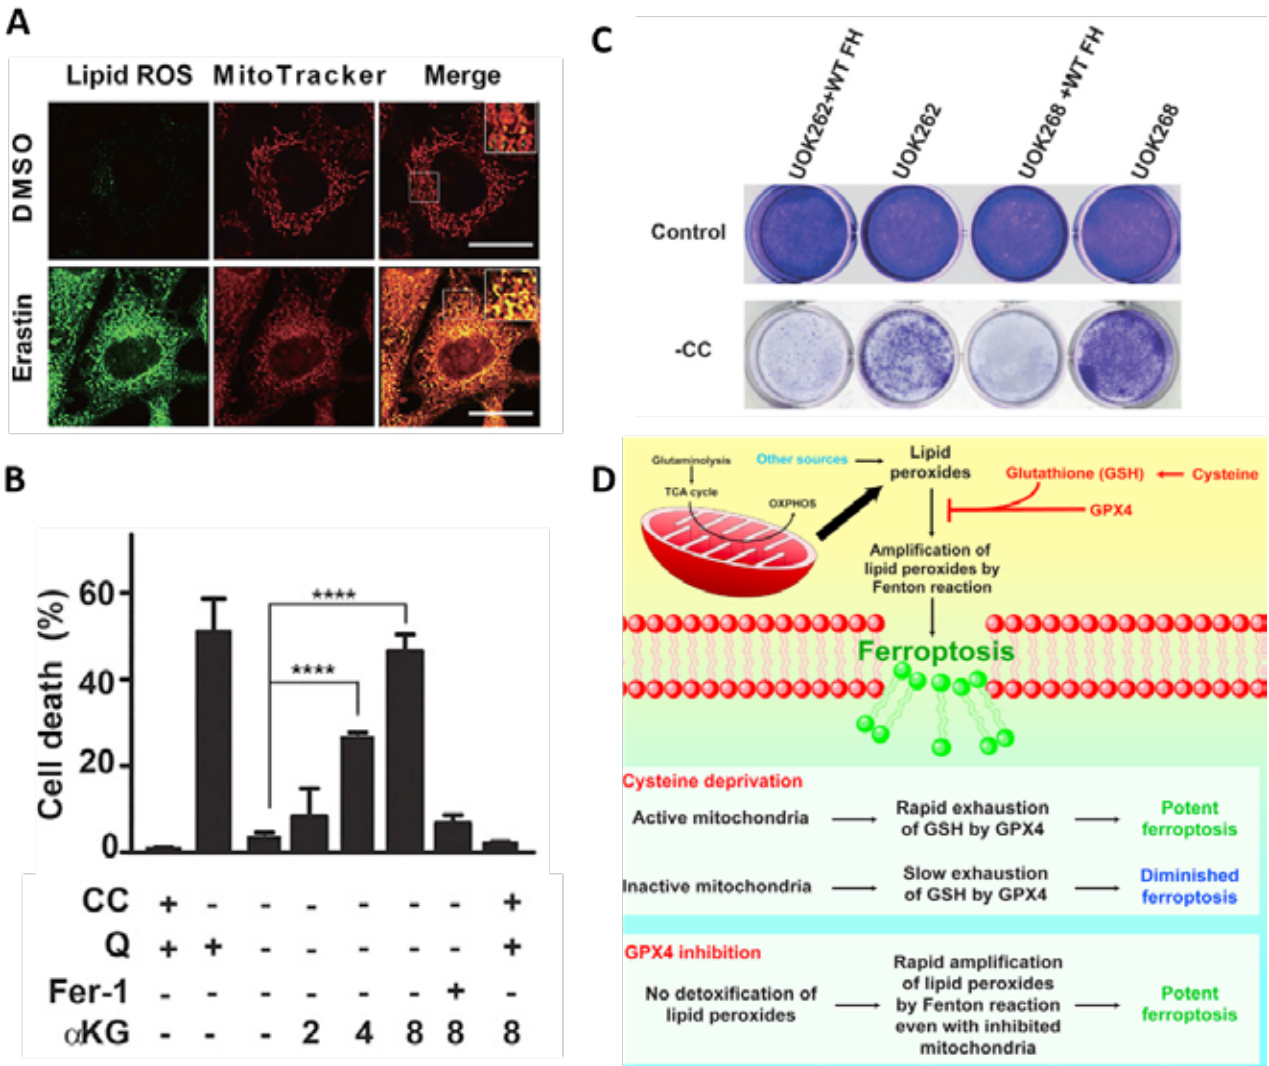 A
Lipid ROS MitoTracker Merge
DMSO
Erastin
B
Cell death (%)
60
40
20
0
****
****
CC + - - - - - - +
Q + + - - - - - +
Fer-1 - - - - - - + -
αKG - - - 2 4 8 8 8
C
UOK262+WT FH
UOK262
UOK268 +WT FH
UOK268
Control
-CC
D
Glutaminolysis
TCA cycle
OXPHOS
Other sources
Lipid
peroxides
Glutathione (GSH)
Cysteine
GPX4
Amplification of
lipid peroxides by
Fenton reaction
Ferroptosis
Cysteine deprivation
Active mitochondria
Rapid exhaustion
of GSH by GPX4
Potent
ferroptosis
Inactive mitochondria
Slow exhaustion
of GSH by GPX4
Diminished
ferroptosis
GPX4 inhibition
No detoxification of
lipid peroxides
Rapid amplification
of lipid peroxides
by Fenton reaction
even with inhibited
mitochondria
Potent
ferroptosis